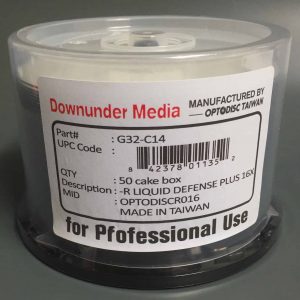 Downunder Media
MANUFACTURED BY
OPTODISC TAIWAN
Part# : G32-C14
UPC Code :
8 42378 01135 2
QTY : 50 cake box
Description : -R LIQUID DEFENSE PLUS 16X
MID : OPTODISCR016
MADE IN TAIWAN
for Pfofessional Use